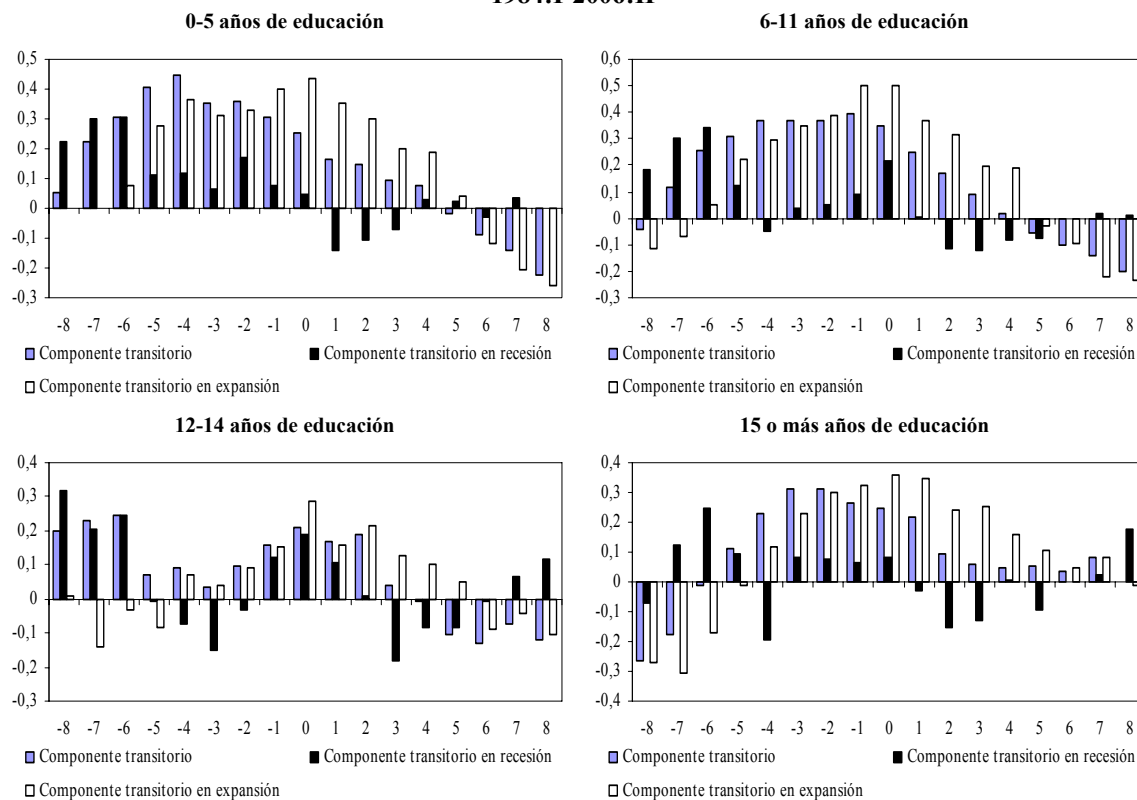 1984:I-2006:II
0-5 años de educación
0,5
0,4
0,3
0,2
0,1
0
-0,1
-0,2
-0,3
-8 -7 -6 -5 -4 -3 -2 -1 0 1 2 3 4 5 6 7 8
Componente transitorio
Componente transitorio en recesión
Componente transitorio en expansión
6-11 años de educación
0,6
0,5
0,4
0,3
0,2
0,1
0
-0,1
-0,2
-0,3
-8 -7 -6 -5 -4 -3 -2 -1 0 1 2 3 4 5 6 7 8
Componente transitorio
Componente transitorio en recesión
Componente transitorio en expansión
12-14 años de educación
0,4
0,3
0,2
0,1
0
-0,1
-0,2
-0,3
-8 -7 -6 -5 -4 -3 -2 -1 0 1 2 3 4 5 6 7 8
Componente transitorio
Componente transitorio en recesión
Componente transitorio en expansión
15 o más años de educación
0,4
0,3
0,2
0,1
0
-0,1
-0,2
-0,3
-0,4
-8 -7 -6 -5 -4 -3 -2 -1 0 1 2 3 4 5 6 7 8
Componente transitorio
Componente transitorio en recesión
Componente transitorio en expansión